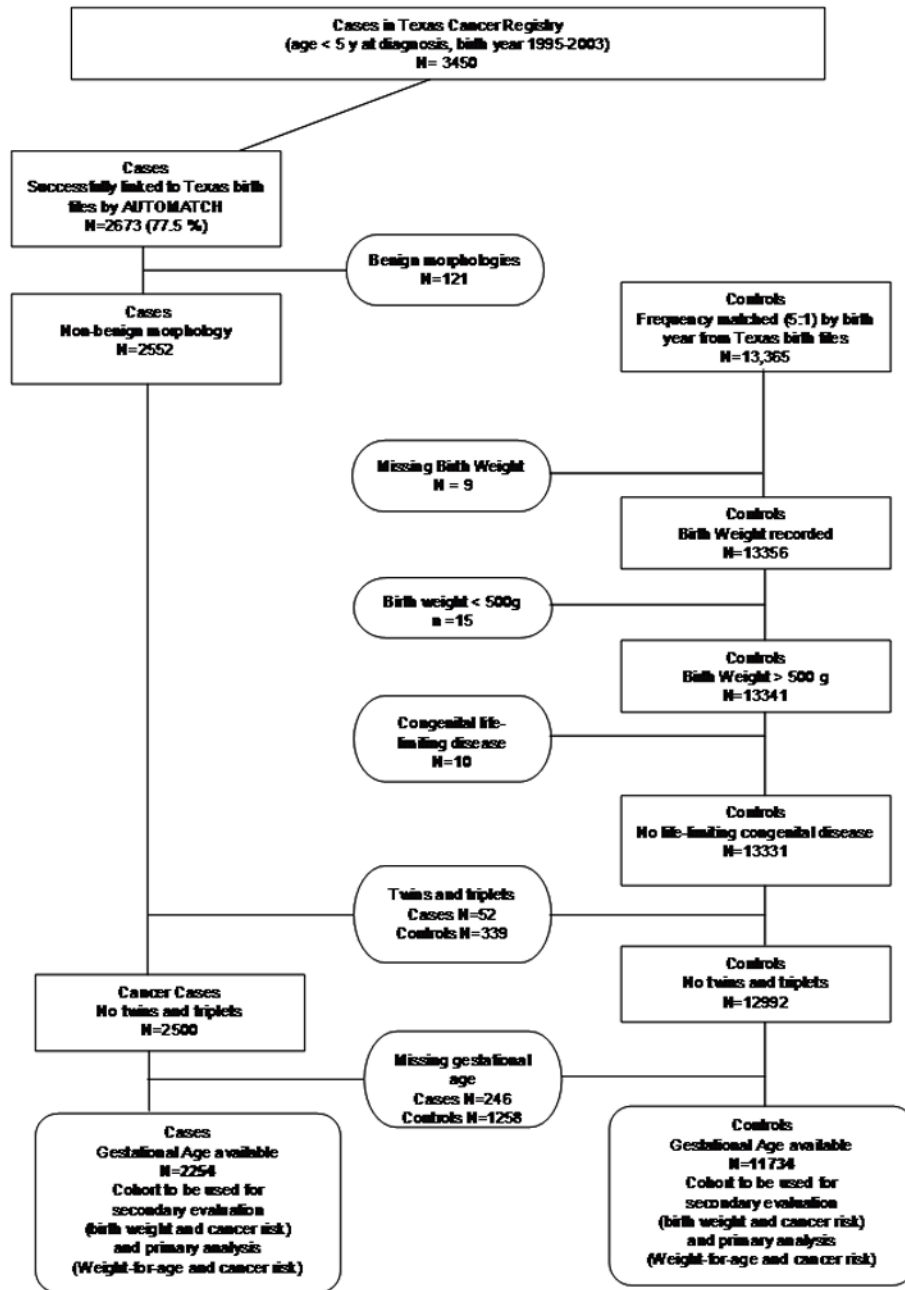 Cases in Texas Cancer Registry
(age < 5 y at diagnosis, birth year 1995-2003)
N= 3450
Cases
Successfully linked to Texas birth
files by AUTOMATCH
N=2673 (77.5 %)
Benign morphologies
N=121
Cases
Non-benign morphology
N=2552
Controls
Frequency matched (5:1) by birth
year from Texas birth files
N=13,365
Missing Birth Weight
N = 9
Controls
Birth Weight recorded
N=13356
Birth weight < 500g
n =15
Controls
Birth Weight > 500 g
N=13341
Congenital life-
limiting disease
N=10
Controls
No life-limiting congenital disease
N=13331
Twins and triplets
Cases N=52
Controls N=339
Cancer Cases
No twins and triplets
N=2500
Controls
No twins and triplets
N=12992
Missing gestational
age
Cases N=246
Controls N=1258
Cases
Gestational Age available
N=2254
Cohort to be used for
secondary evaluation
(birth weight and cancer risk)
and primary analysis
(Weight-for-age and cancer risk)
Controls
Gestational Age available
N=11734
Cohort to be used for
secondary evaluation
(birth weight and cancer risk)
and primary analysis
(Weight-for-age and cancer risk)